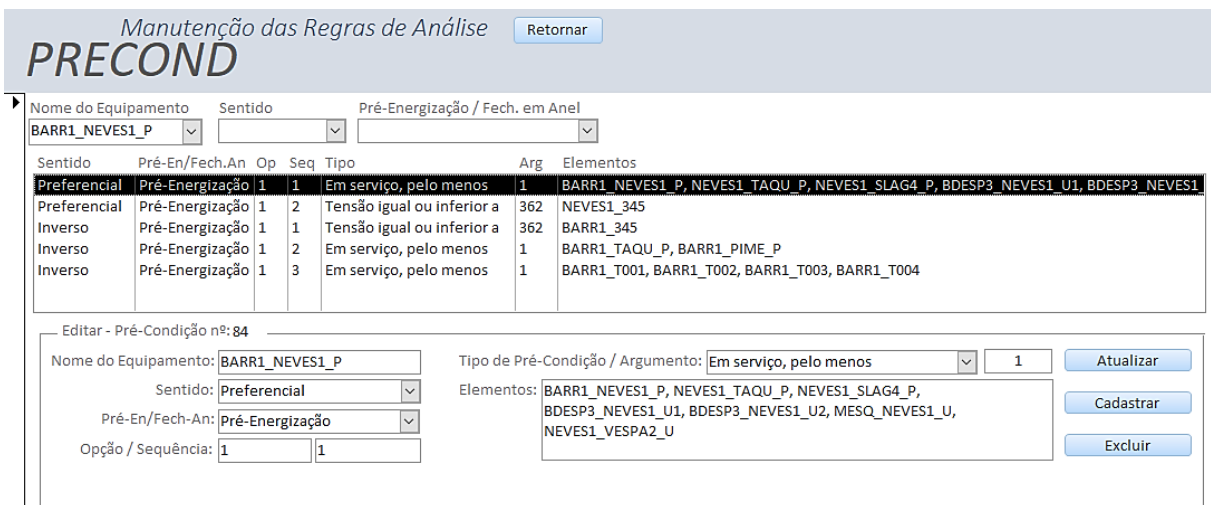 Manutenção das Regras de Análise Retornar
PRECOND
Nome do Equipamento Sentido Pré-Energização / Fech. em Anel
BARR1_NEVES1_P
Sentido Pré-En/Fech.An Op Seq Tipo Arg Elementos
Preferencial Pré-Energização 1 1 Em serviço, pelo menos 1 BARR1_NEVES1_P, NEVES1_TAQU_P, NEVES1_SLAG4_P, BDESP3_NEVES1_U1, BDESP3_NEVES1_
Preferencial Pré-Energização 1 2 Tensão igual ou inferior a 362 NEVES1_345
Inverso Pré-Energização 1 1 Tensão igual ou inferior a 362 BARR1_345
Inverso Pré-Energização 1 2 Em serviço, pelo menos 1 BARR1_TAQU_P, BARR1_PIME_P
Inverso Pré-Energização 1 3 Em serviço, pelo menos 1 BARR1_T001, BARR1_T002, BARR1_T003, BARR1_T004
Editar - Pré-Condição nº: 84
Nome do Equipamento: BARR1_NEVES1_P Tipo de Pré-Condição / Argumento: Em serviço, pelo menos 1 Atualizar
Sentido: Preferencial Elementos: BARR1_NEVES1_P, NEVES1_TAQU_P, NEVES1_SLAG4_P,
BDESP3_NEVES1_U1, BDESP3_NEVES1_U2, MESQ_NEVES1_U, Cadastrar
Pré-En/Fech-An: Pré-Energização NEVES1_VESPA2_U
Opção / Sequência: 1 1 Excluir